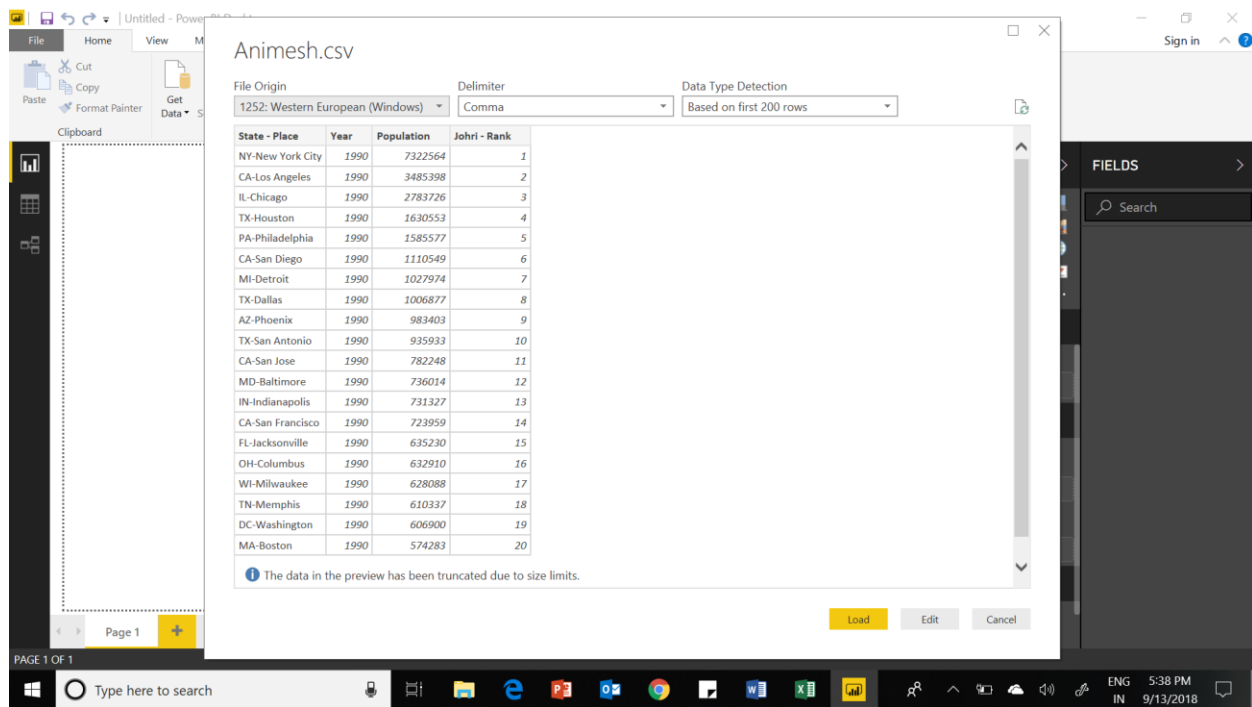 Untitled - Powe
File Home View M
Sign in
Paste
Cut
Copy
Format Painter
Get
Data
S
Clipboard
Animesh.csv
File Origin
Delimiter
Data Type Detection
1252: Western European (Windows)
Comma
Based on first 200 rows
State - Place Year Population Johri - Rank
NY-New York City 1990 7322564 1
CA-Los Angeles 1990 3485398 2
IL-Chicago 1990 2783726 3
TX-Houston 1990 1630553 4
PA-Philadelphia 1990 1585577 5
CA-San Diego 1990 1110549 6
MI-Detroit 1990 1027974 7
TX-Dallas 1990 1006877 8
AZ-Phoenix 1990 983403 9
TX-San Antonio 1990 935933 10
CA-San Jose 1990 782248 11
MD-Baltimore 1990 736014 12
IN-Indianapolis 1990 731327 13
CA-San Francisco 1990 723959 14
FL-Jacksonville 1990 635230 15
OH-Columbus 1990 632910 16
WI-Milwaukee 1990 628088 17
TN-Memphis 1990 610337 18
DC-Washington 1990 606900 19
MA-Boston 1990 574283 20
The data in the preview has been truncated due to size limits.
Load Edit Cancel
FIELDS
Search
Page 1
PAGE 1 OF 1
Type here to search
ENG
IN
5:38 PM
9/13/2018